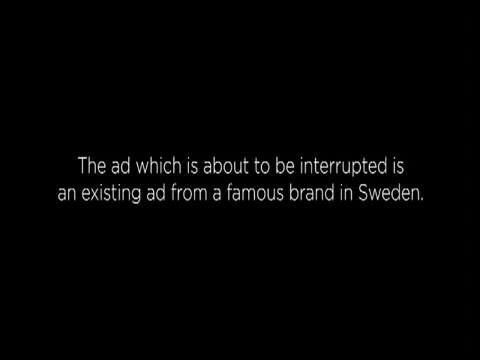 The ad which is about to be interrupted is
an existing ad from a famous brand in Sweden.